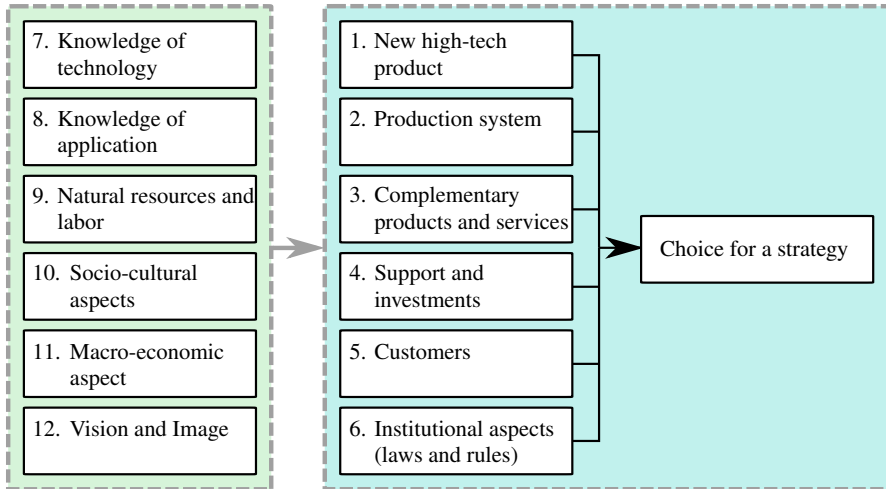 7. Knowledge of
technology
8. Knowledge of
application
9. Natural resources and
labor
10. Socio-cultural
aspects
11. Macro-economic
aspect
12. Vision and Image
1. New high-tech
product
2. Production system
3. Complementary
products and services
4. Support and
investments
5. Customers
6. Institutional aspects
(laws and rules)
Choice for a strategy